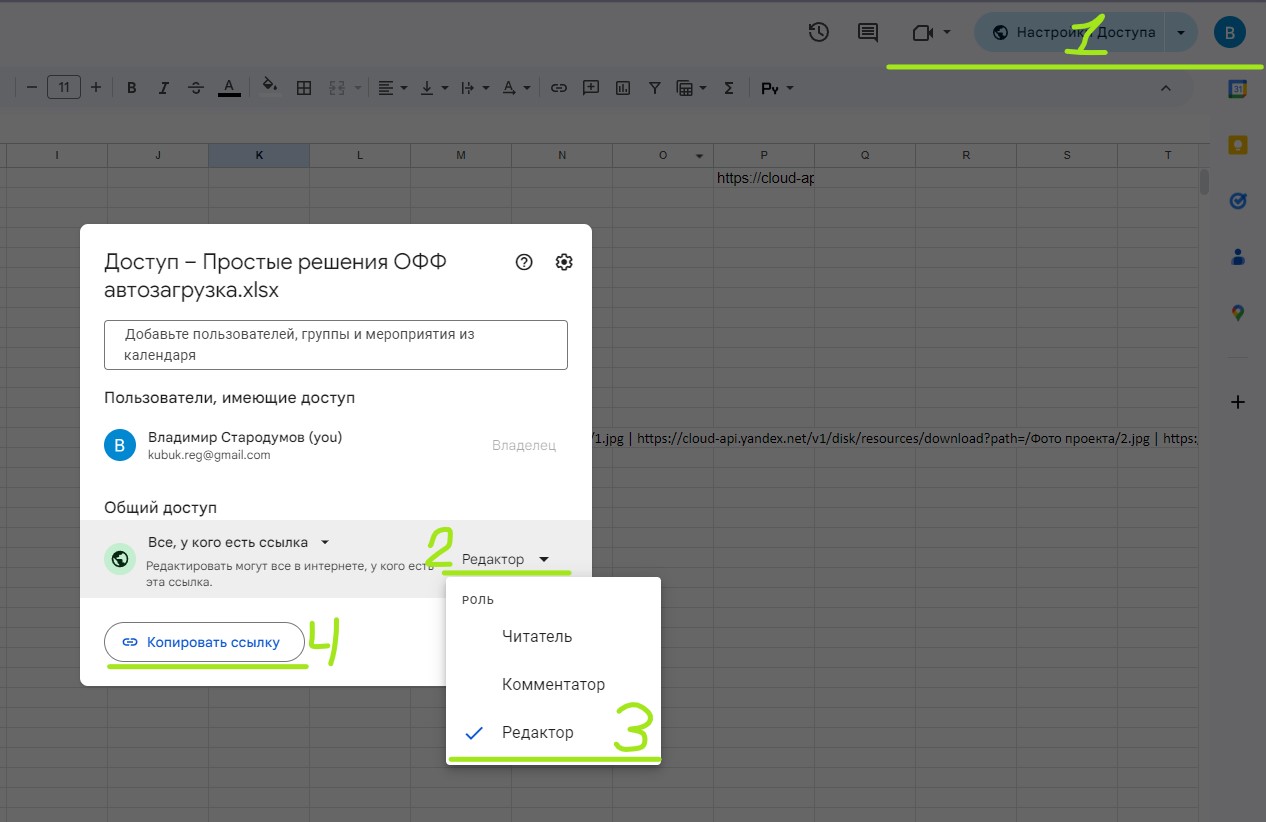 Настройки Доступа
1
В
11
B I A
31
I J K L M N O P Q R S T
https://cloud-ap
Доступ – Простые решения ОФФ
автозагрузка.xlsx
Добавьте пользователей, группы и мероприятия из
календаря
Пользователи, имеющие доступ
В
Владимир Стародумов (you)
kubuk.reg@gmail.com
Владелец
/1.jpg | https://cloud-api.yandex.net/v1/disk/resources/download?path=/Фото проекта/2.jpg | https:
Общий доступ
Все, у кого есть ссылка
Редактировать могут все в интернете, у кого есть
эта ссылка.
2
Редактор
Копировать ссылку
4
РОЛЬ
Читатель
Комментатор
Редактор
3